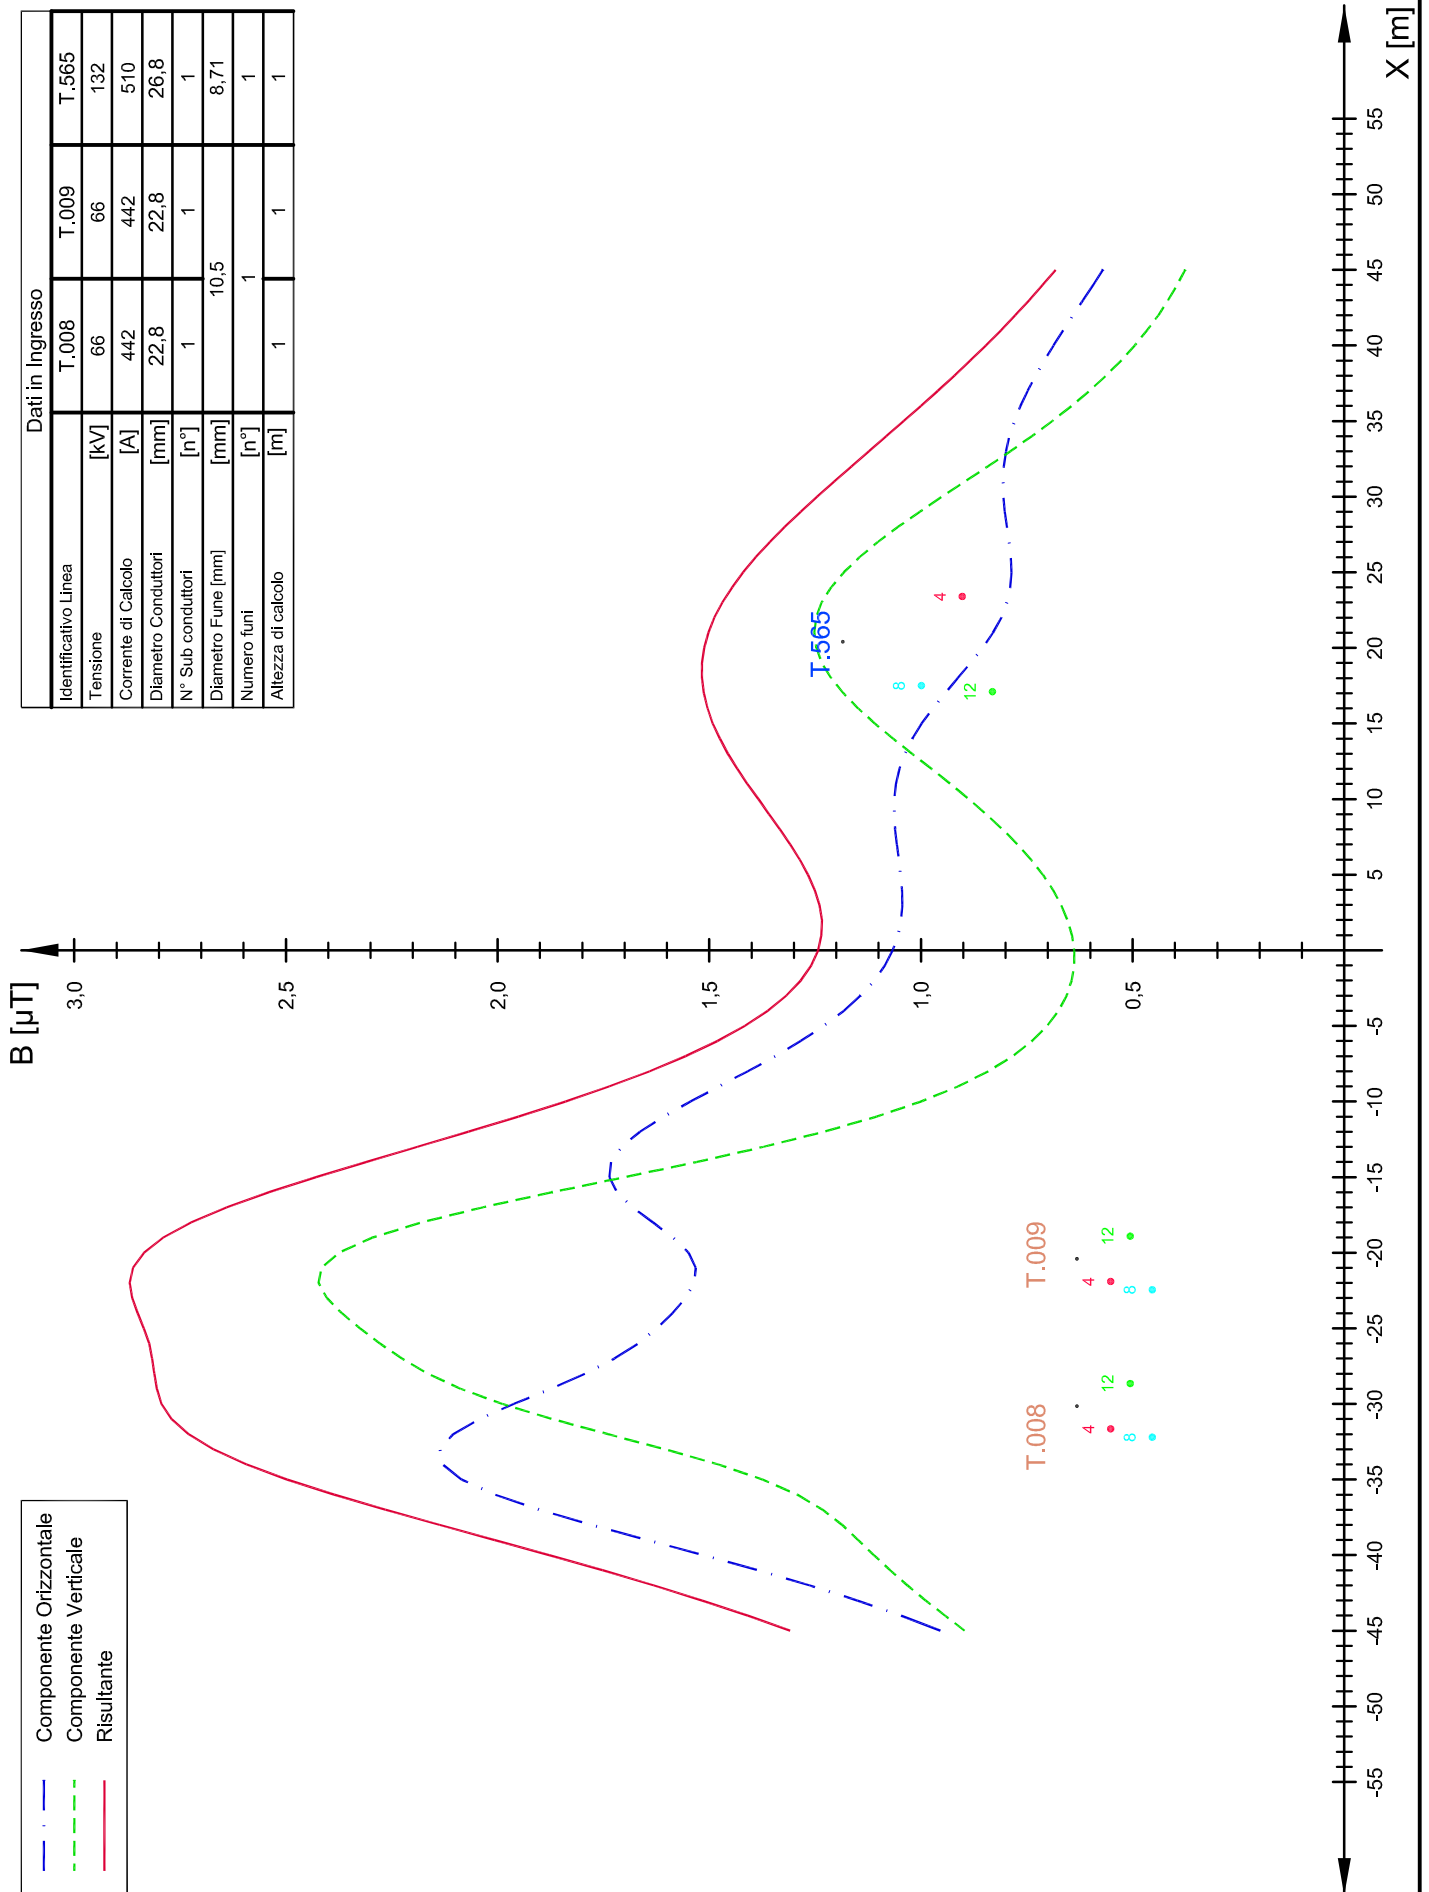 B [µT]
3,0
2,5
2,0
1,5
1,0
0,5
Componente Orizzontale
Componente Verticale
Risultante
Dati in Ingresso
Identificativo Linea T.008 T.009 T.565
Tensione [kV] 66 66 132
Corrente di Calcolo [A] 442 442 510
Diametro Conduttori [mm] 22,8 22,8 26,8
N° Sub conduttori [n°] 1 1 1
Diametro Fune [mm] [mm] 10,5 8,71
Numero funi [n°] 1 1
Altezza di calcolo [m] 1 1 1
T.565
4
8
12
T.008
4
12
8
T.009
4
12
8
-55 -50 -45 -40 -35 -30 -25 -20 -15 -10 -5 5 10 15 20 25 30 35 40 45 50 55
X [m]